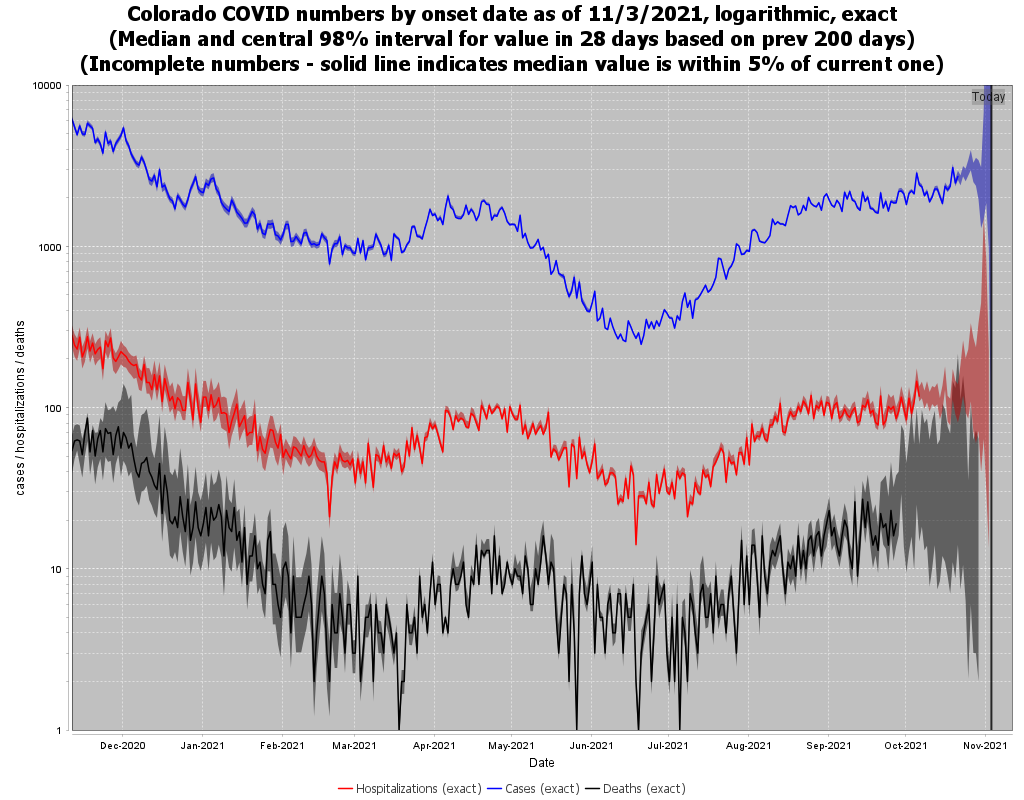 Colorado COVID numbers by onset date as of 11/3/2021, logarithmic, exact
(Median and central 98% interval for value in 28 days based on prev 200 days)
(Incomplete numbers - solid line indicates median value is within 5% of current one)
Today
10000
1000
100
10
1
cases / hospitalizations / deaths
Dec-2020 Jan-2021 Feb-2021 Mar-2021 Apr-2021 May-2021 Jun-2021 Jul-2021 Aug-2021 Sep-2021 Oct-2021 Nov-2021
Date
Hospitalizations (exact) Cases (exact) Deaths (exact)